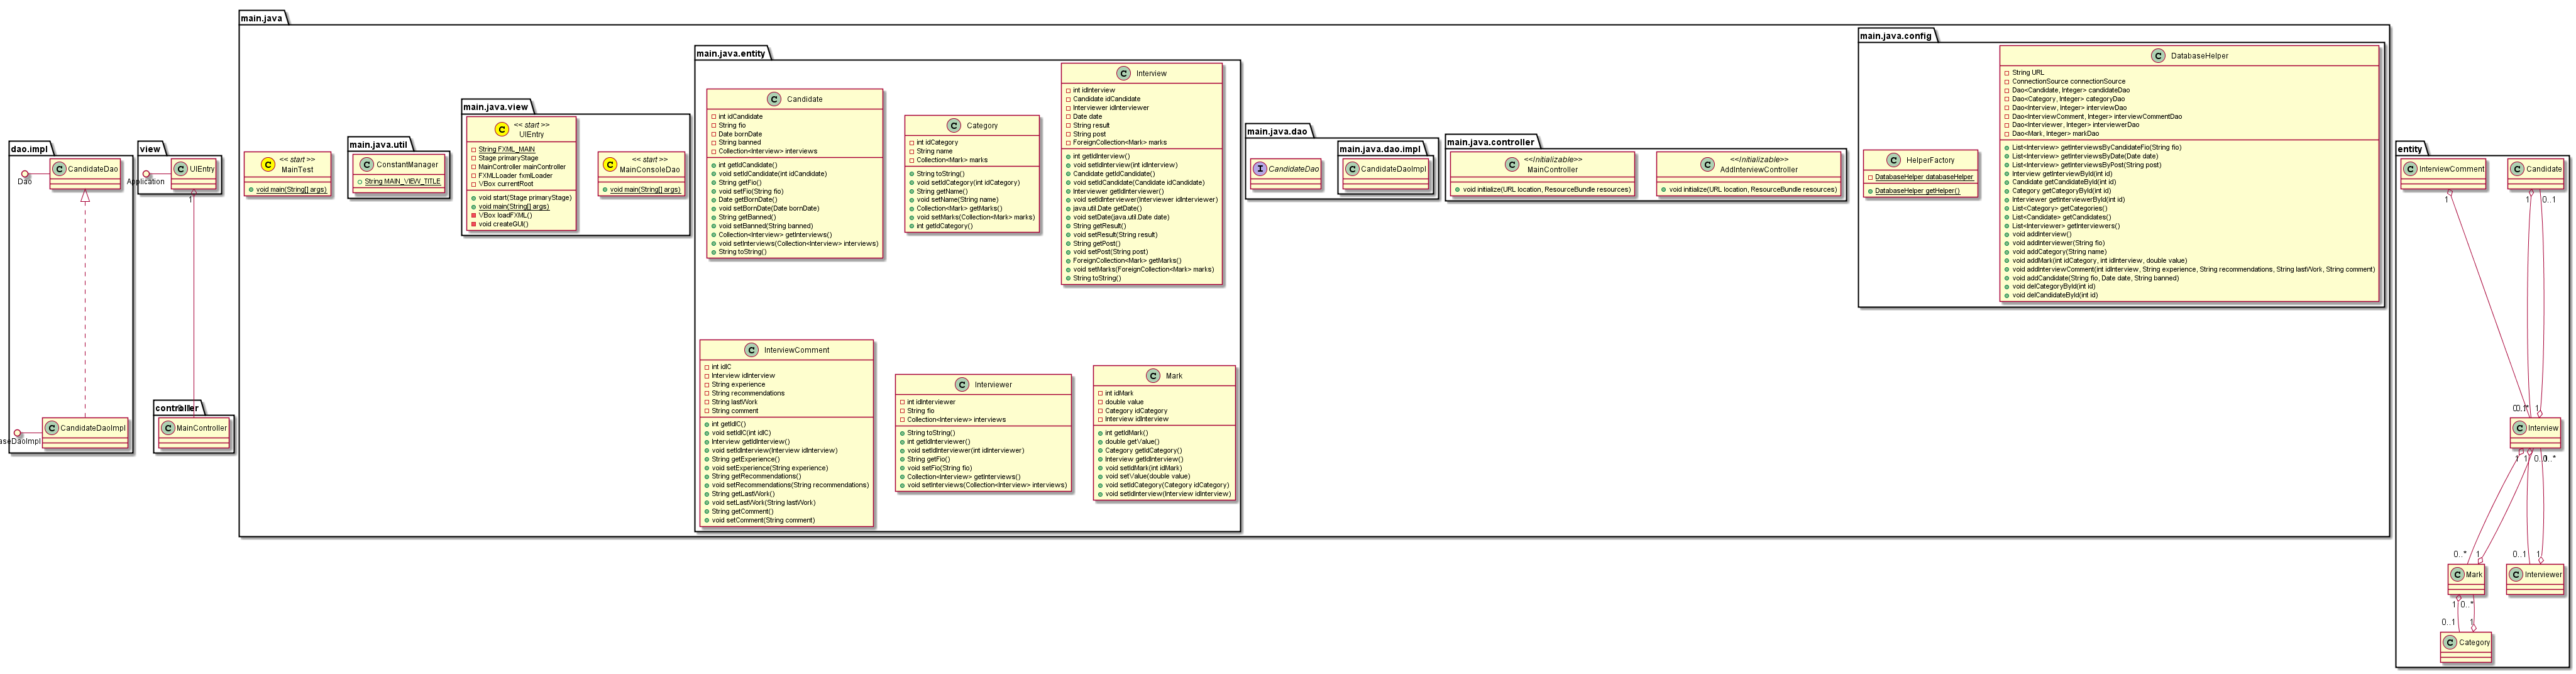 dao.impl
CandidateDao
Dao
CandidateDaoImpl
aseDaoImpl
view
UIEntry
Application
1
controller
MainController
main.java
<< start >>
MainTest
void main(String[] args)
main.java.util
ConstantManager
String MAIN_VIEW_TITLE
main.java.view
<< start >>
UIEntry
String FXML_MAIN
Stage primaryStage
MainController mainController
FXMLLoader fxmlLoader
VBox currentRoot
void start(Stage primaryStage)
void main(String[] args)
VBox loadFXML()
void createGUI()
<< start >>
MainConsoleDao
void main(String[] args)
main.java.entity
Candidate
int idCandidate
String fio
Date bornDate
String banned
Collection<Interview> interviews
int getIdCandidate()
void setIdCandidate(int idCandidate)
String getFio()
void setFio(String fio)
Date getBornDate()
void setBornDate(Date bornDate)
String getBanned()
void setBanned(String banned)
Collection<Interview> getInterviews()
void setInterviews(Collection<Interview> interviews)
String toString()
Category
int idCategory
String name
Collection<Mark> marks
String toString()
void setIdCategory(int idCategory)
String getName()
void setName(String name)
Collection<Mark> getMarks()
void setMarks(Collection<Mark> marks)
int getIdCategory()
Interview
int idInterview
Candidate idCandidate
Interviewer idInterviewer
Date date
String result
String post
ForeignCollection<Mark> marks
int getIdInterview()
void setIdInterview(int idInterview)
Candidate getIdCandidate()
void setIdCandidate(Candidate idCandidate)
Interviewer getIdInterviewer()
void setIdInterviewer(Interviewer idInterviewer)
java.util.Date getDate()
void setDate(java.util.Date date)
String getResult()
void setResult(String result)
String getPost()
void setPost(String post)
ForeignCollection<Mark> getMarks()
void setMarks(ForeignCollection<Mark> marks)
String toString()
InterviewComment
int idIC
Interview idInterview
String experience
String recommendations
String lastWork
String comment
int getIdIC()
void setIdIC(int idIC)
Interview getIdInterview()
void setIdInterview(Interview idInterview)
String getExperience()
void setExperience(String experience)
String getRecommendations()
void setRecommendations(String recommendations)
String getLastWork()
void setLastWork(String lastWork)
String getComment()
void setComment(String comment)
Interviewer
int idInterviewer
String fio
Collection<Interview> interviews
String toString()
int getIdInterviewer()
void setIdInterviewer(int idInterviewer)
String getFio()
void setFio(String fio)
Collection<Interview> getInterviews()
void setInterviews(Collection<Interview> interviews)
Mark
int idMark
double value
Category idCategory
Interview idInterview
int getIdMark()
double getValue()
Category getIdCategory()
Interview getIdInterview()
void setIdMark(int idMark)
void setValue(double value)
void setIdCategory(Category idCategory)
void setIdInterview(Interview idInterview)
main.java.dao
CandidateDao
main.java.dao.impl
CandidateDaoImpl
main.java.controller
<<Initializable>>
MainController
void initialize(URL location, ResourceBundle resources)
<<Initializable>>
AddInterviewController
void initialize(URL location, ResourceBundle resources)
main.java.config
HelperFactory
DatabaseHelper databaseHelper
DatabaseHelper getHelper()
DatabaseHelper
String URL
ConnectionSource connectionSource
Dao<Candidate, Integer> candidateDao
Dao<Category, Integer> categoryDao
Dao<Interview, Integer> interviewDao
Dao<InterviewComment, Integer> interviewCommentDao
Dao<Interviewer, Integer> interviewerDao
Dao<Mark, Integer> markDao
List<Interview> getInterviewsByCandidateFio(String fio)
List<Interview> getInterviewsByDate(Date date)
List<Interview> getInterviewsByPost(String post)
Interview getInterviewById(int id)
Candidate getCandidateById(int id)
Category getCategoryById(int id)
Interviewer getInterviewerById(int id)
List<Category> getCategories()
List<Candidate> getCandidates()
List<Interviewer> getInterviewers()
void addInterview()
void addInterviewer(String fio)
void addCategory(String name)
void addMark(int idCategory, int idInterview, double value)
void addInterviewComment(int idInterview, String experience, String recommendations, String lastWork, String comment)
void addCandidate(String fio, Date date, String banned)
void delCategoryById(int id)
void delCandidateById(int id)
entity
InterviewComment
Candidate
1
1
0..1
1
Interview
1
1
0..*
1
0..1
1
Mark
Interviewer
1
0..*
0..1
1
Category